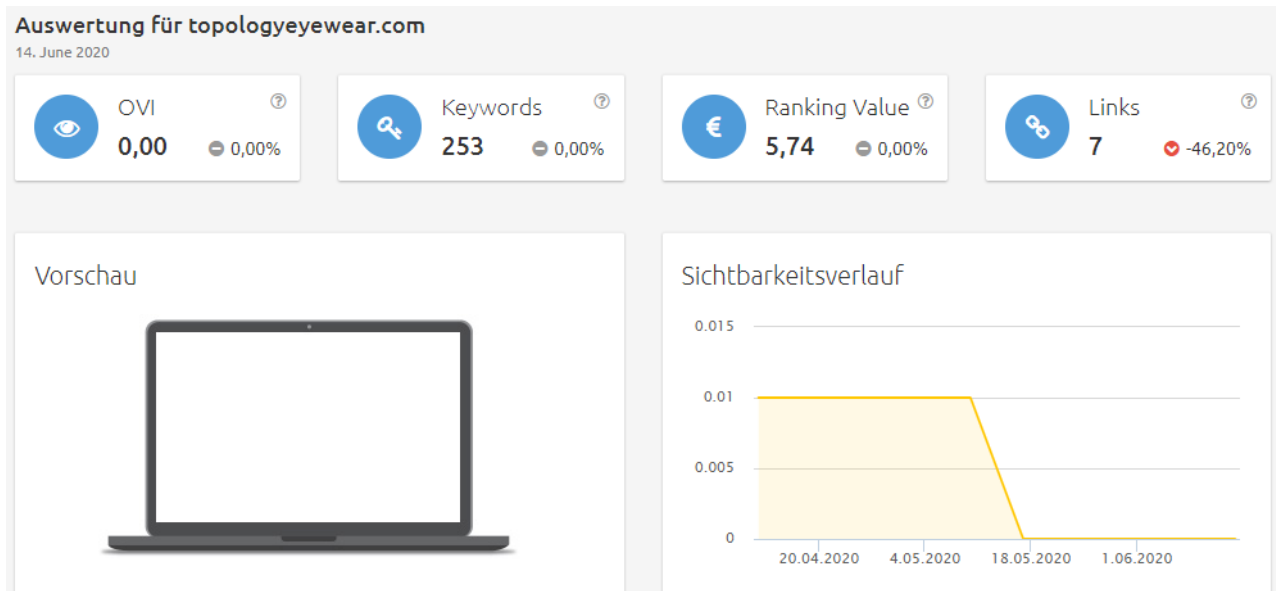 Auswertung für topologyeyewear.com
14. June 2020
OVI
0,00 0,00%
Keywords
253 0,00%
Ranking Value
5,74 0,00%
Links
7 -46,20%
Vorschau
Sichtbarkeitsverlauf
0.015
0.01
0.005
0
20.04.2020 4.05.2020 18.05.2020 1.06.2020